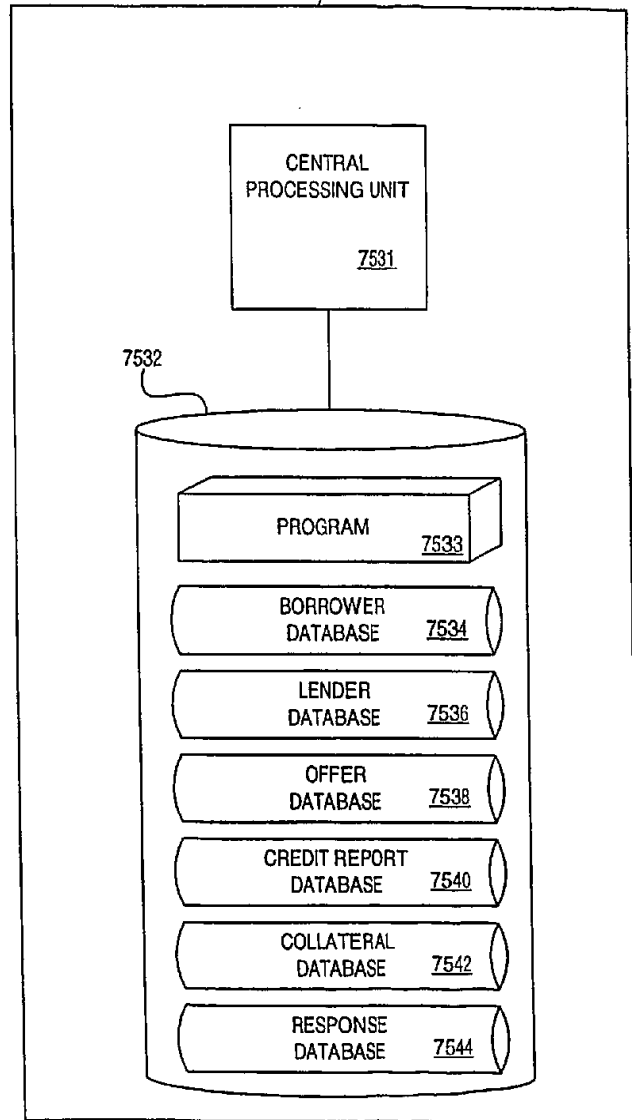 CENTRAL
PROCESSING UNIT
7531
7532
PROGRAM 7533
BORROWER
DATABASE 7534
LENDER
DATABASE 7536
OFFER
DATABASE 7538
CREDIT REPORT
DATABASE 7540
COLLATERAL
DATABASE 7542
RESPONSE
DATABASE 7544